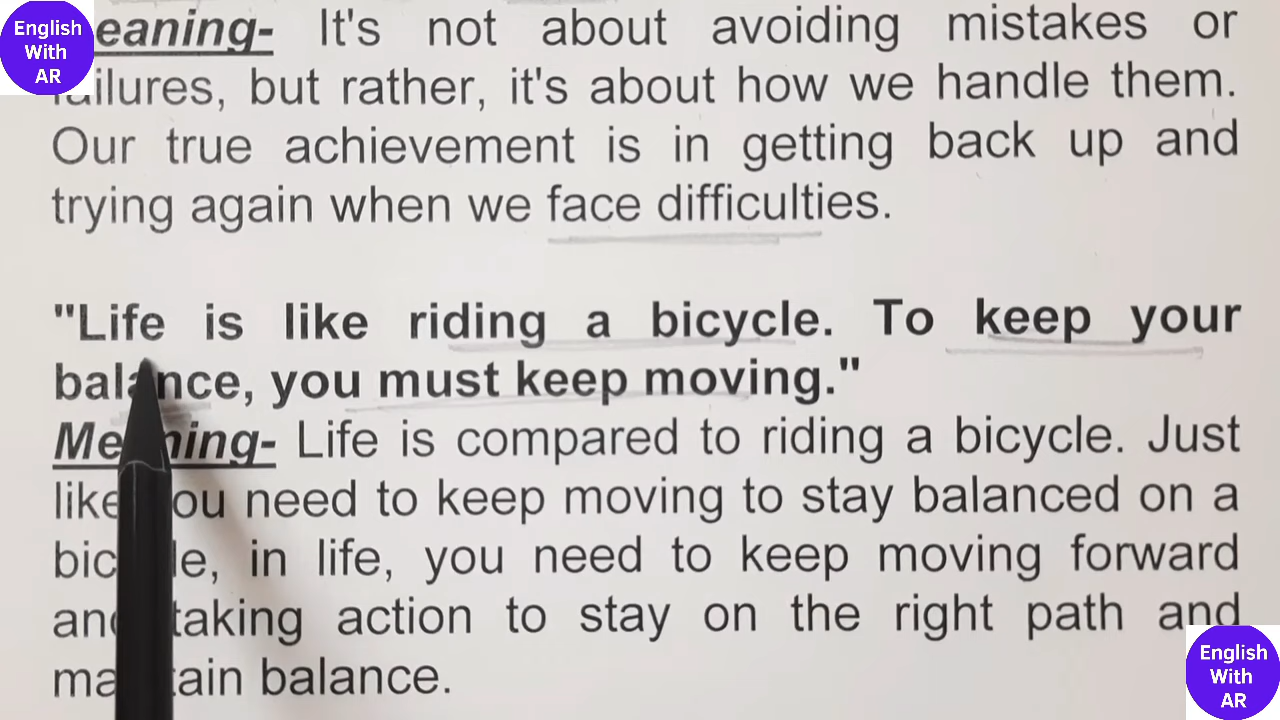 English
With
AR
eaning- It's not about avoiding mistakes or
failures, but rather, it's about how we handle them.
Our true achievement is in getting back up and
trying again when we face difficulties.
"Life is like riding a bicycle. To keep your
balance, you must keep moving."
Meaning- Life is compared to riding a bicycle. Just
like you need to keep moving to stay balanced on a
bicycle, in life, you need to keep moving forward
and taking action to stay on the right path and
maintain balance.
English
With
AR